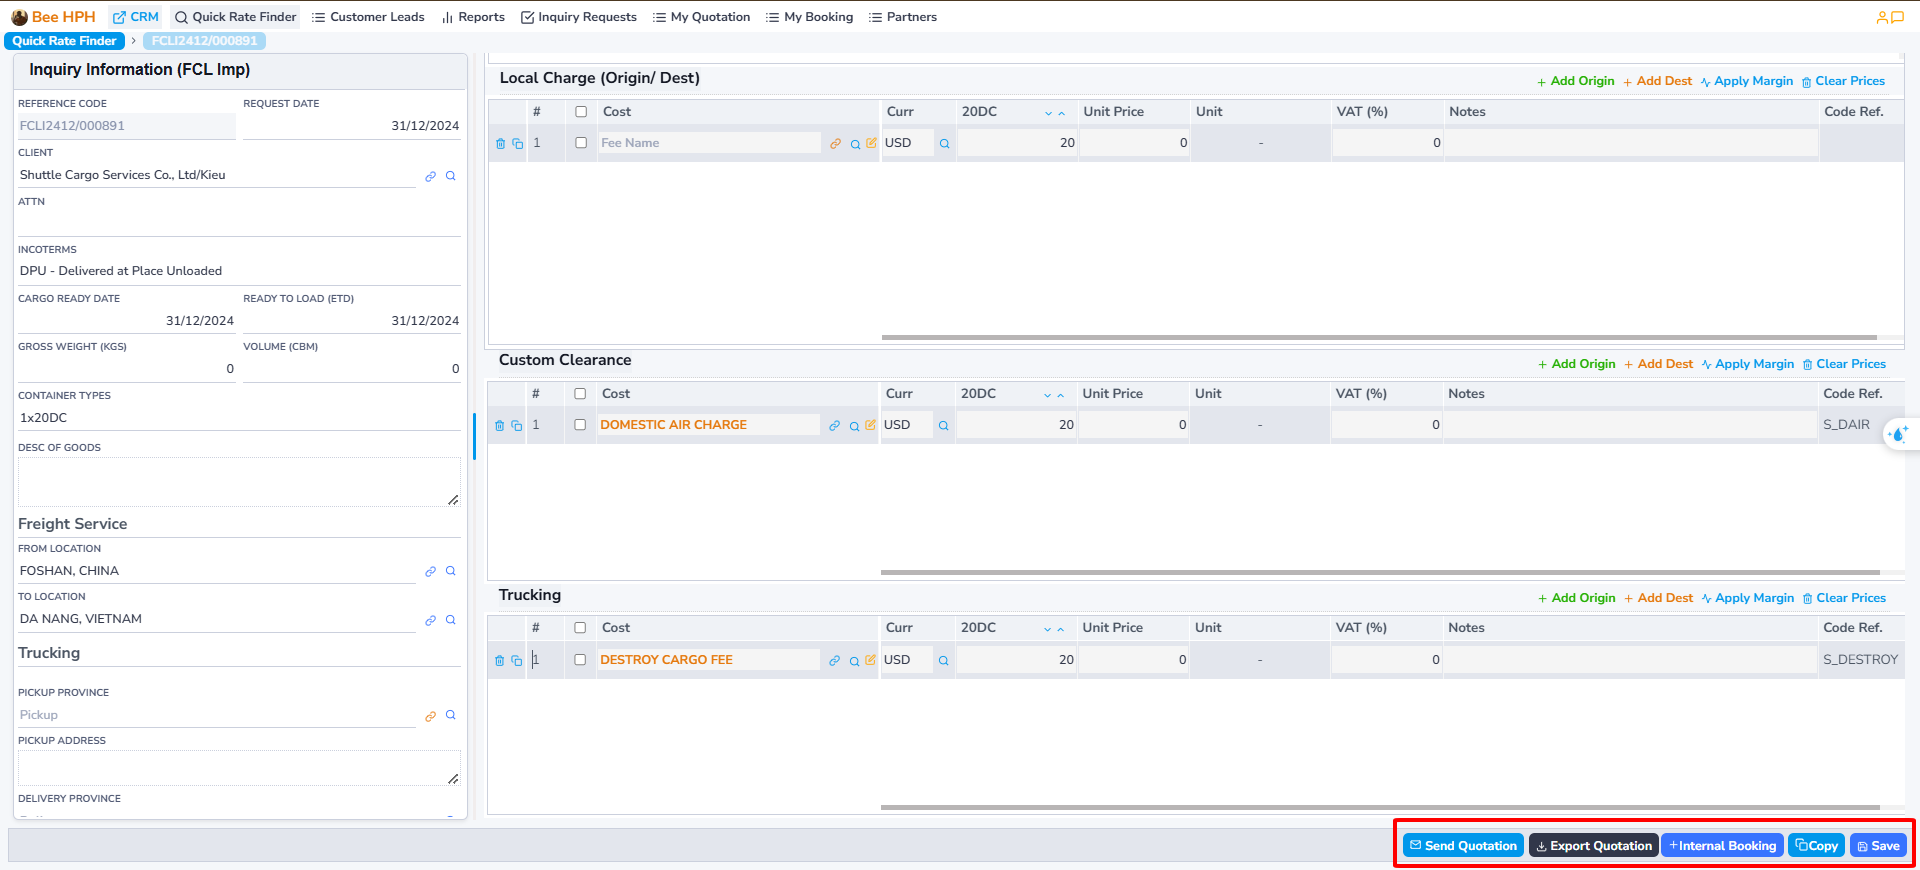 Bee HPH CRM Quick Rate Finder Customer Leads Reports Inquiry Requests My Quotation My Booking Partners
Quick Rate Finder > FCLI2412/000891
Inquiry Information (FCL Imp)
REFERENCE CODE REQUEST DATE
FCLI2412/000891 31/12/2024
CLIENT
Shuttle Cargo Services Co., Ltd/Kieu
ATTN
INCOTERMS
DPU - Delivered at Place Unloaded
CARGO READY DATE READY TO LOAD (ETD)
31/12/2024 31/12/2024
GROSS WEIGHT (KGS) VOLUME (CBM)
0 0
CONTAINER TYPES
1x20DC
DESC OF GOODS
Freight Service
FROM LOCATION
FOSHAN, CHINA
TO LOCATION
DA NANG, VIETNAM
Trucking
PICKUP PROVINCE
Pickup
PICKUP ADDRESS
DELIVERY PROVINCE
Local Charge (Origin/ Dest) + Add Origin + Add Dest Apply Margin Clear Prices
# Cost Curr 20DC Unit Price Unit VAT (%) Notes Code Ref.
1 Fee Name USD 20 0 - 0
Custom Clearance + Add Origin + Add Dest Apply Margin Clear Prices
# Cost Curr 20DC Unit Price Unit VAT (%) Notes Code Ref.
1 DOMESTIC AIR CHARGE USD 20 0 - 0 S_DAIR
Trucking + Add Origin + Add Dest Apply Margin Clear Prices
# Cost Curr 20DC Unit Price Unit VAT (%) Notes Code Ref.
1 DESTROY CARGO FEE USD 20 0 - 0 S_DESTROY
Send Quotation Export Quotation +Internal Booking Copy Save